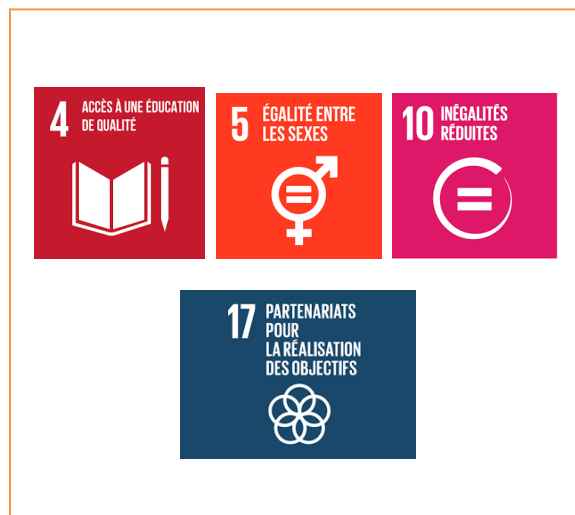 4 ACCÈS À UNE ÉDUCATION
DE QUALITÉ
5 ÉGALITÉ ENTRE
LES SEXES
10 INÉGALITÉS
RÉDUITES
17 PARTENARIATS
POUR
LA RÉALISATION
DES OBJECTIFS